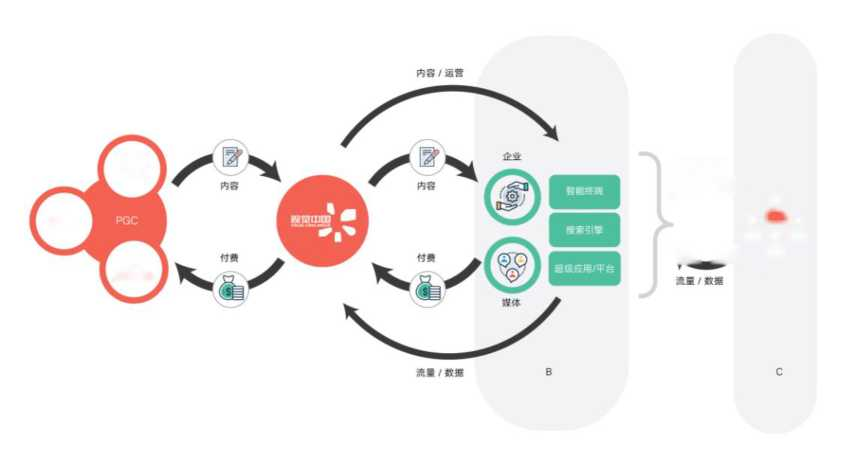 内容 / 运营
企业
内容
内容
智能终端
PGC
视觉中国
搜索引擎
付费
付费
超级应用/平台
流量 / 数据
媒体
流量 / 数据
B
C